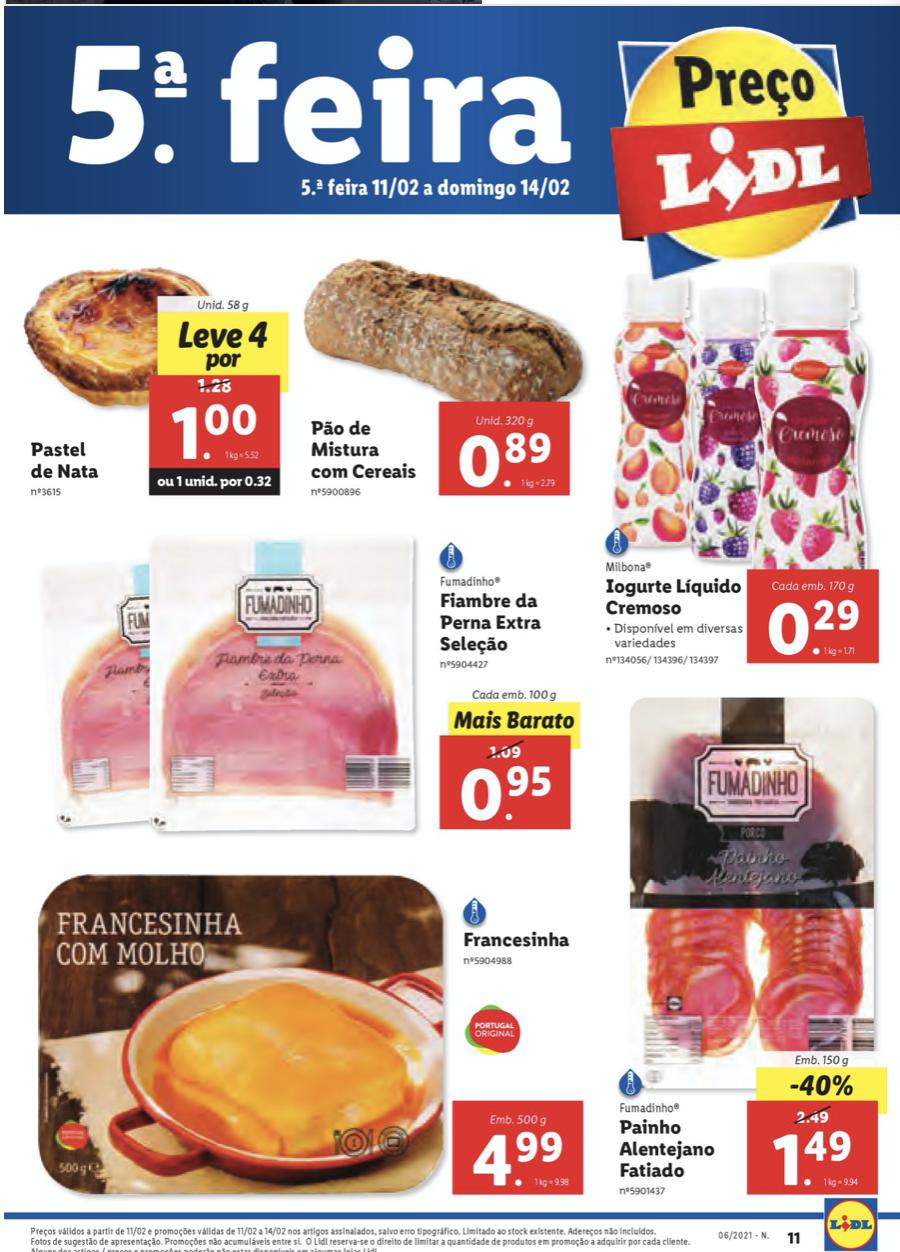 5.ª feira
5.ª feira 11/02 a domingo 14/02
Preço
LIDL
Unid. 58 g
Leve 4
por
1.28
1.00
1 kg = 5.52
ou 1 unid. por 0.32
Pastel
de Nata
nº3615
Pão de
Mistura
com Cereais
nº5900896
Unid. 320 g
0.89
1 kg = 2.79
Cremoso
Cremoso
Cremoso
Milbona®
Iogurte Líquido
Cremoso
• Disponível em diversas
variedades
nº134056/ 134396/ 134397
Cada emb. 170 g
0.29
1 kg = 1.71
FUMADINHO
Fiambre da Perna
Extra
Seleção
Fumadinho®
Fiambre da
Perna Extra
Seleção
nº5904427
Cada emb. 100 g
Mais Barato
1.09
0.95
FUMADINHO
PORCO
Painho
Alentejano
FRANCESINHA
COM MOLHO
500 g e
Francesinha
nº5904988
PORTUGAL
ORIGINAL
Emb. 500 g
4.99
1 kg = 9.98
Fumadinho®
Painho
Alentejano
Fatiado
nº5901437
Emb. 150 g
-40%
2.49
1.49
1 kg = 9.94
Preços válidos a partir de 11/02 e promoções válidas de 11/02 a 14/02 nos artigos assinalados, salvo erro tipográfico. Limitado ao stock existente. Adereços não incluídos.
Fotos de sugestão de apresentação. Promoções não acumuláveis entre si. O Lidl reserva-se o direito de limitar a quantidade de produtos em promoção a adquirir por cada cliente.
06/2021 - N.
11
LIDL